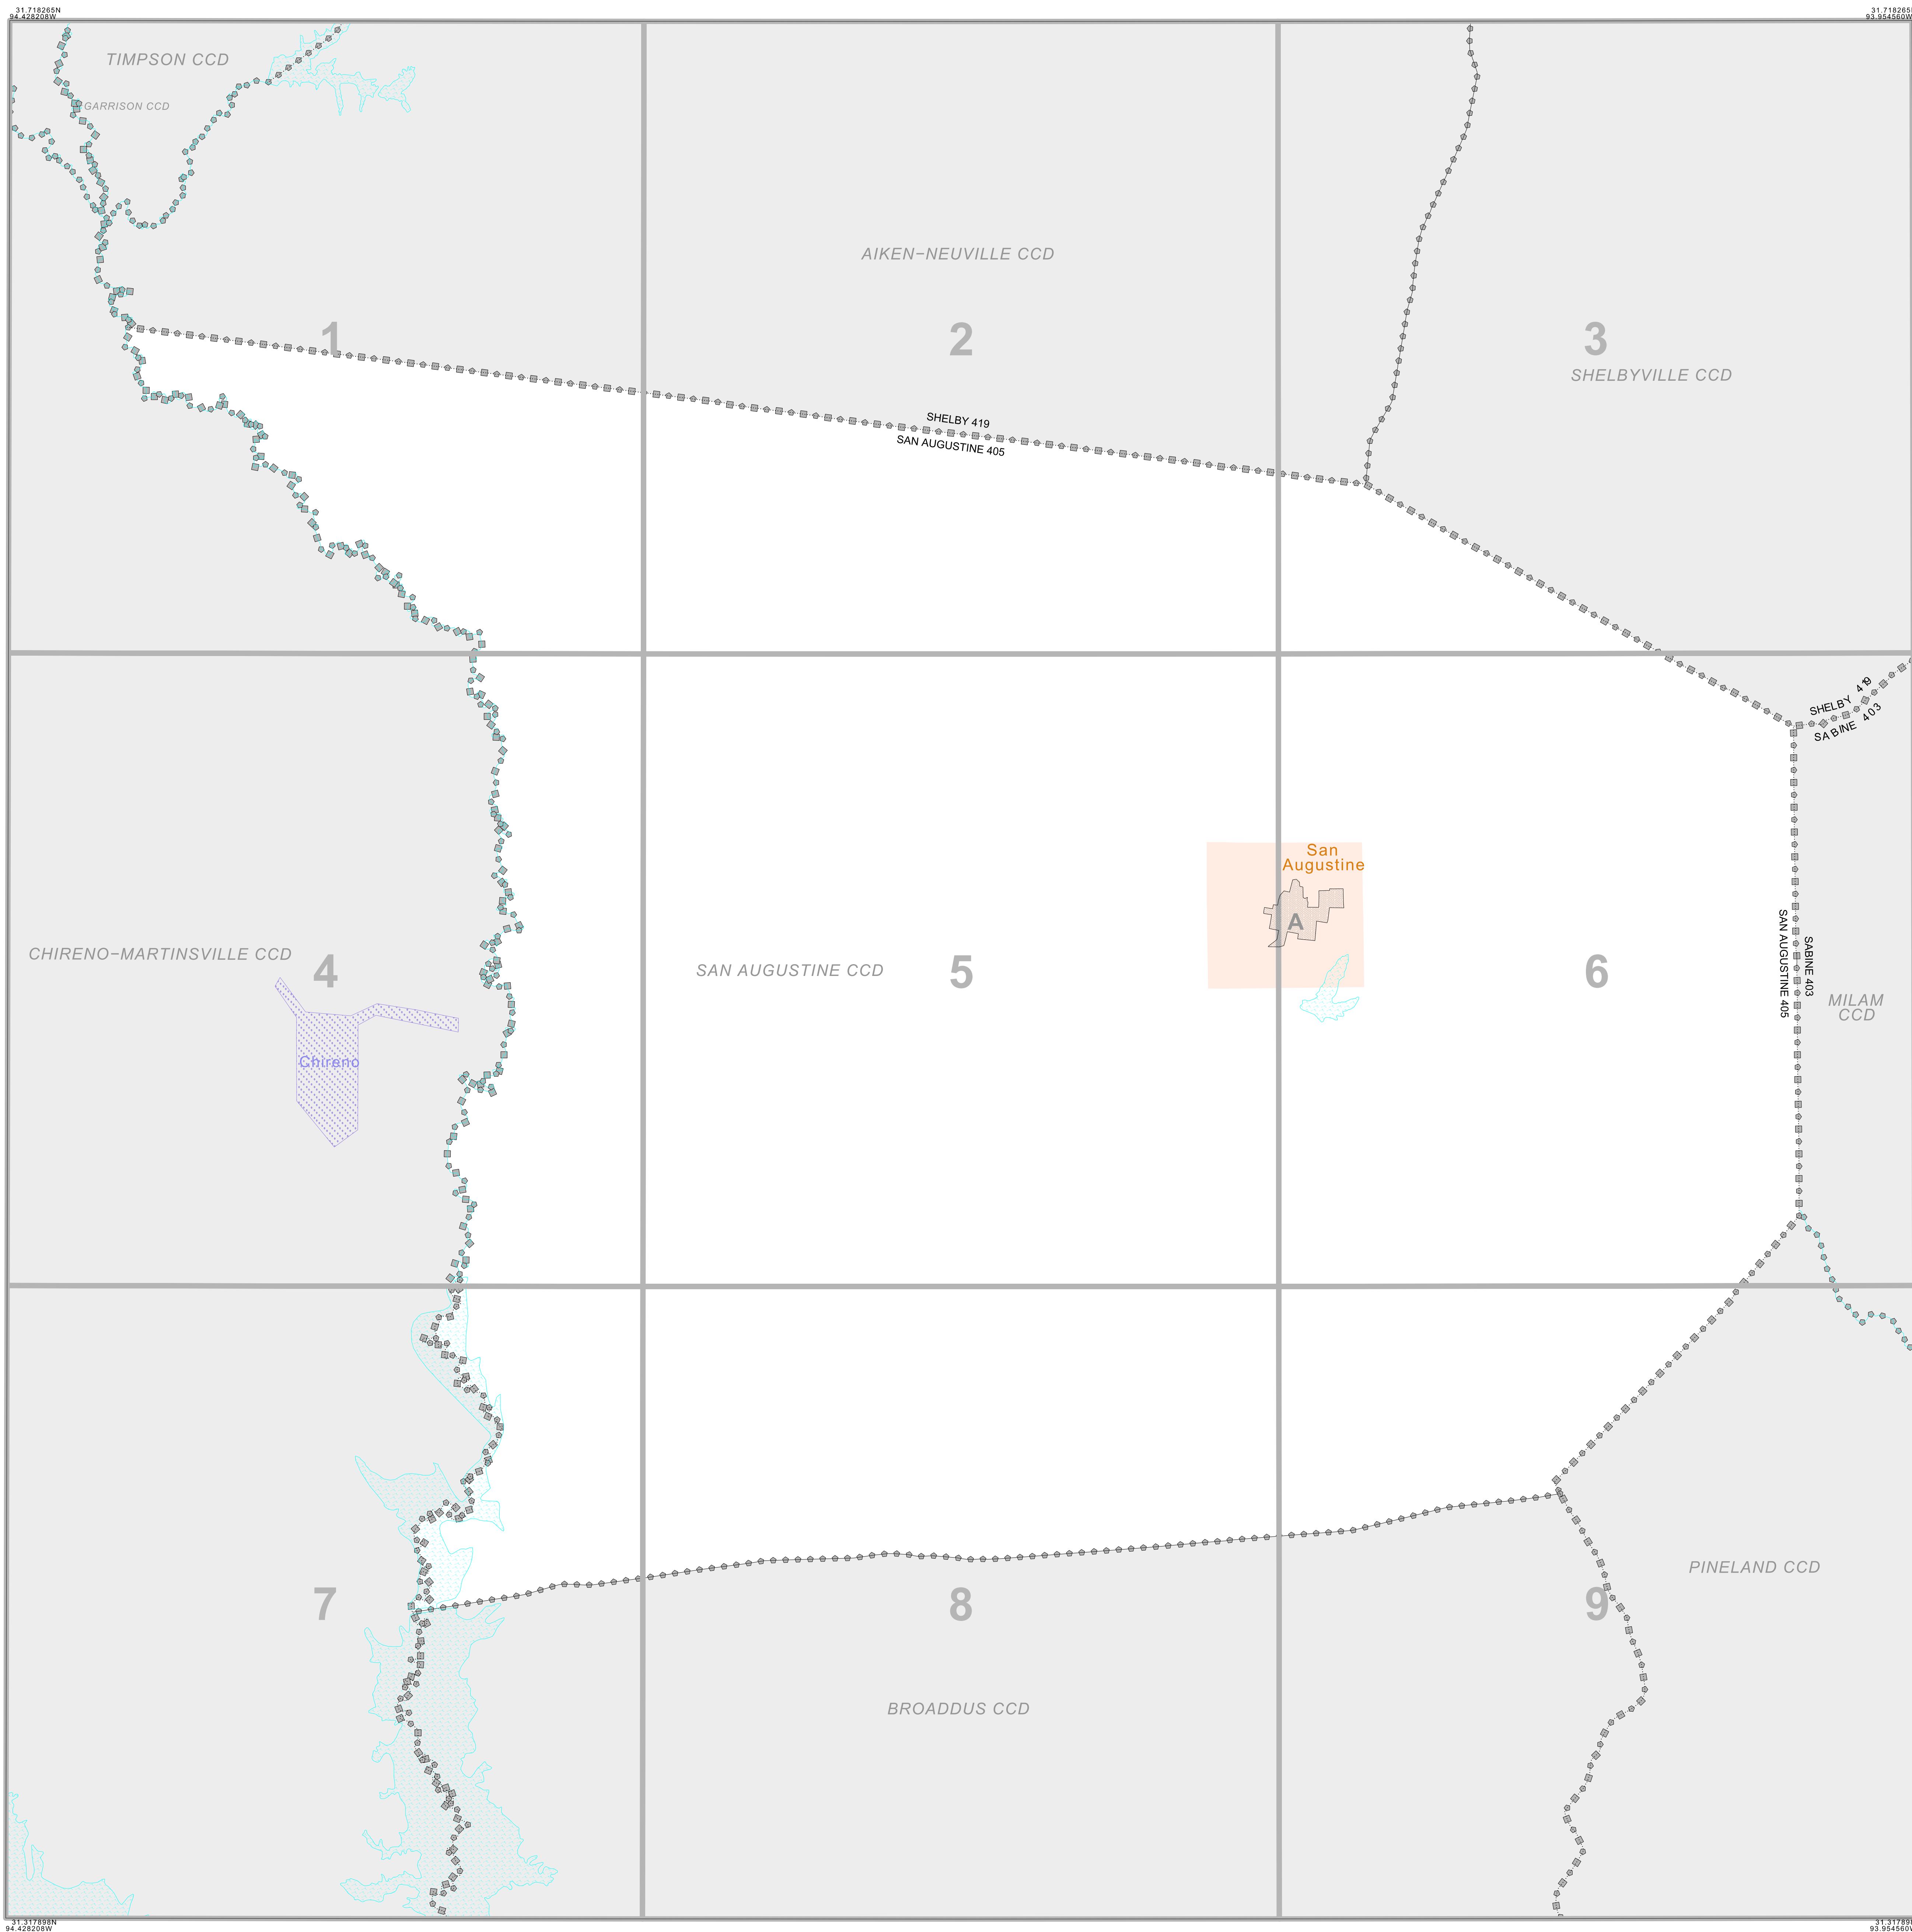 31.718265N
94.428208W
31.718265N
93.954560W
TIMPSON CCD
GARRISON CCD
AIKEN-NEUVILLE CCD
1
2
3
SHELBYVILLE CCD
SHELBY 419
SAN AUGUSTINE 405
SHELBY 419
SABINE 403
San
Augustine
A
CHIRENO-MARTINSVILLE CCD
4
SAN AUGUSTINE CCD
5
6
SAN AUGUSTINE 405
SABINE 403
MILAM
CCD
Chireno
PINELAND CCD
7
8
9
BROADDUS CCD
31.317898N
94.428208W
31.317898
93.954560W